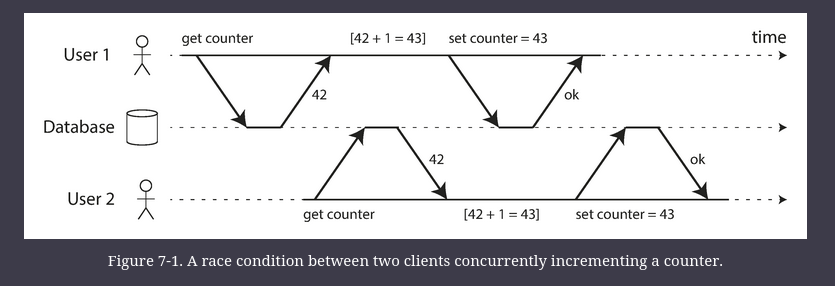 get counter
[42 + 1 = 43]
set counter = 43
time
User 1
42
ok
Database
42
ok
User 2
get counter
[42 + 1 = 43]
set counter = 43
Figure 7-1. A race condition between two clients concurrently incrementing a counter.